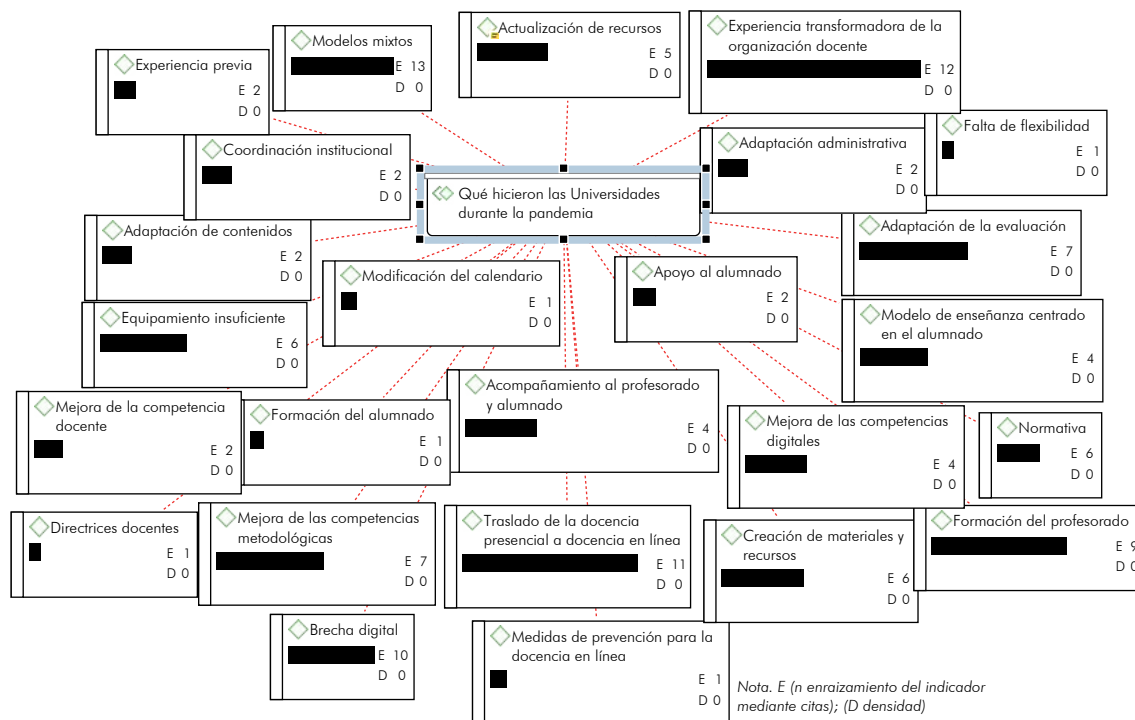 Experiencia previa
E 2
D 0
Modelos mixtos
E 13
D 0
Actualización de recursos
E 5
D 0
Experiencia transformadora de la
organización docente
E 12
D 0
Coordinación institucional
E 2
D 0
Qué hicieron las Universidades
durante la pandemia
Adaptación administrativa
E 2
D 0
Falta de flexibilidad
E 1
D 0
Adaptación de contenidos
E 2
D 0
Modificación del calendario
E 1
D 0
Apoyo al alumnado
E 2
D 0
Adaptación de la evaluación
E 7
D 0
Equipamiento insuficiente
E 6
D 0
Modelo de enseñanza centrado
en el alumnado
E 4
D 0
Mejora de la competencia
docente
E 2
D 0
Formación del alumnado
E 1
D 0
Acompañamiento al profesorado
y alumnado
E 4
D 0
Mejora de las competencias
digitales
E 4
D 0
Normativa
E 6
D 0
Directrices docentes
E 1
D 0
Mejora de las competencias
metodológicas
E 7
D 0
Traslado de la docencia
presencial a docencia en línea
E 11
D 0
Creación de materiales y
recursos
E 6
D 0
Formación del profesorado
E 9
D 0
Brecha digital
E 10
D 0
Medidas de prevención para la
docencia en línea
E 1
D 0
Nota. E (n enraizamiento del indicador
mediante citas); (D densidad)